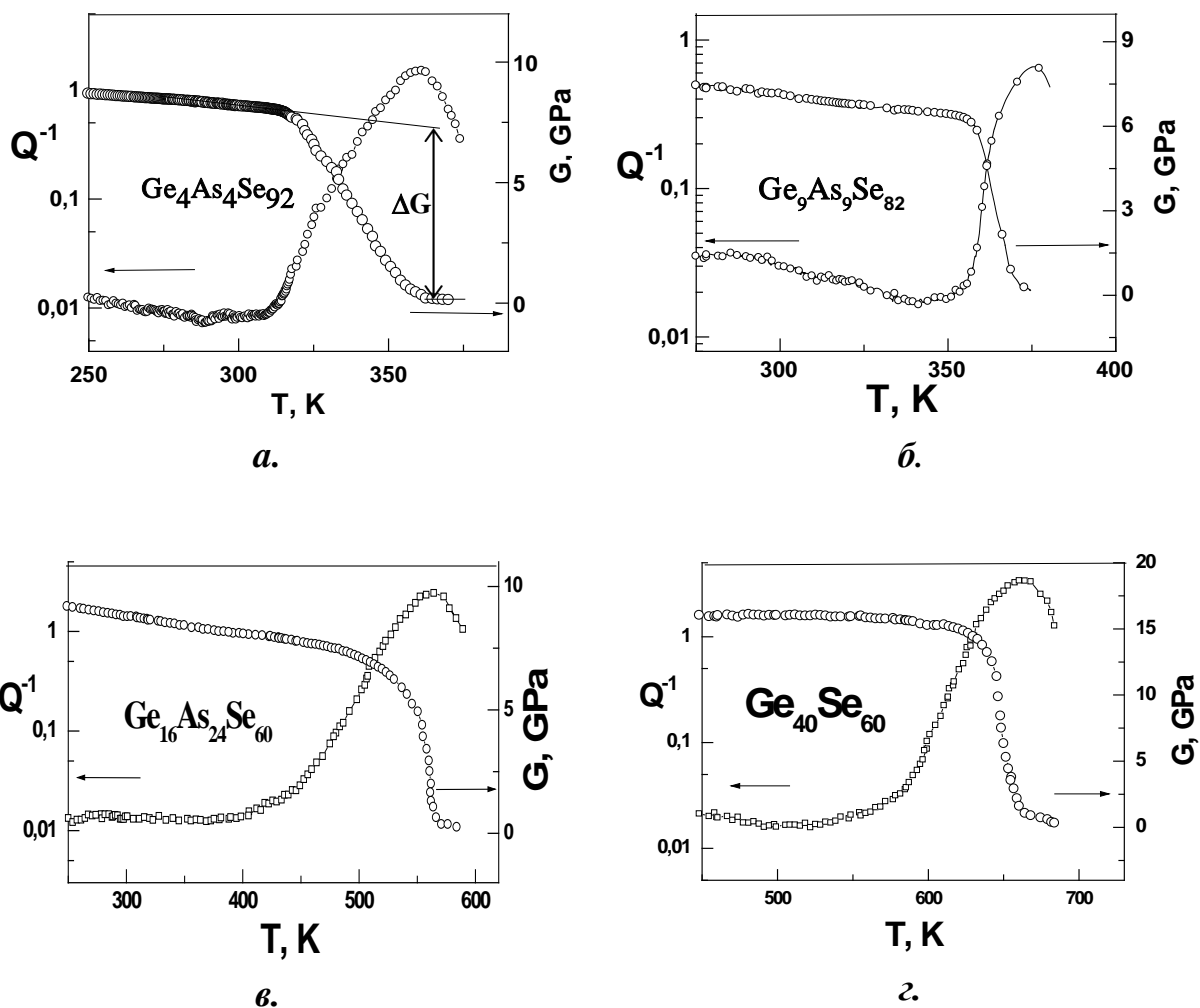 1
0,1
0,01
Q⁻¹
Ge₄As₄Se₉₂
ΔG
10
5
0
G, GPa
250 300 350
T, K
а.
1
0,1
0,01
Q⁻¹
Ge₉As₉Se₈₂
9
6
3
0
G, GPa
300 350 400
T, K
б.
1
0,1
0,01
Q⁻¹
Ge₁₆As₂₄Se₆₀
10
5
0
G, GPa
300 400 500 600
T, K
в.
1
0,1
0,01
Q⁻¹
Ge₄₀Se₆₀
20
15
10
5
0
G, GPa
500 600 700
T, K
г.